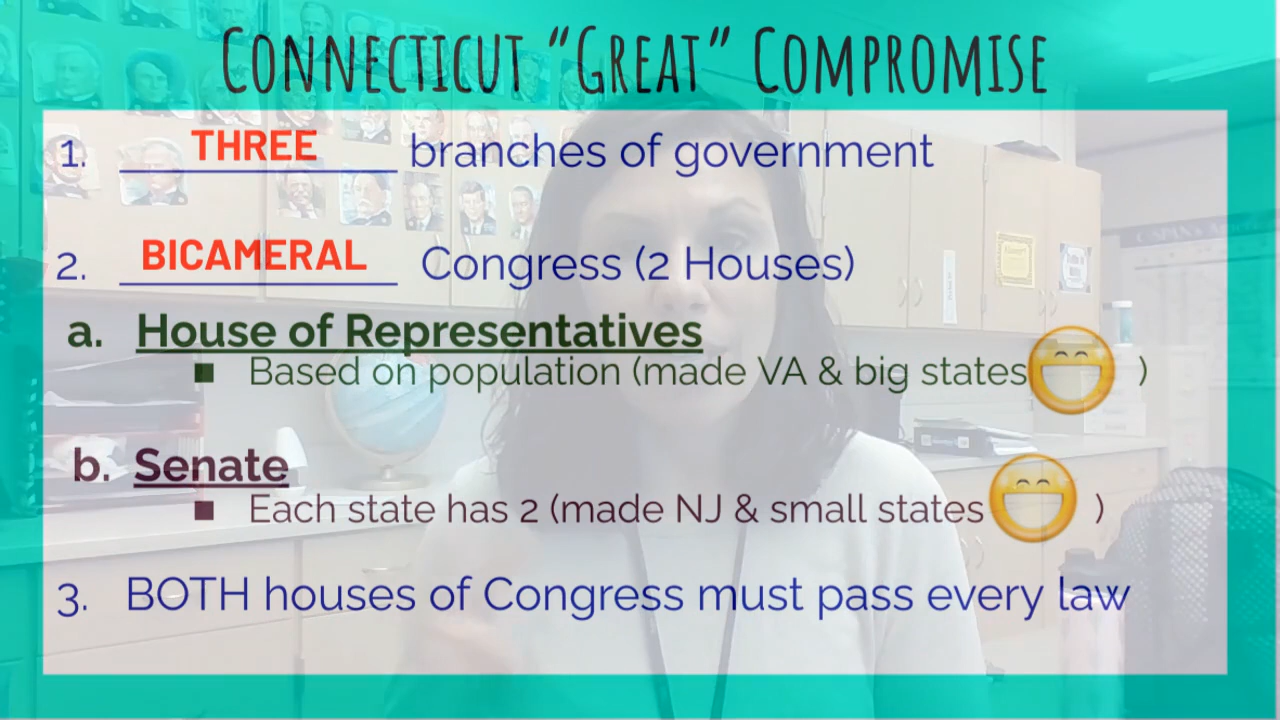 CONNECTICUT “GREAT” COMPROMISE
1. THREE branches of government
2. BICAMERAL Congress (2 Houses)
a. House of Representatives
■ Based on population (made VA & big states😁 )
b. Senate
■ Each state has 2 (made NJ & small states 😁 )
3. BOTH houses of Congress must pass every law